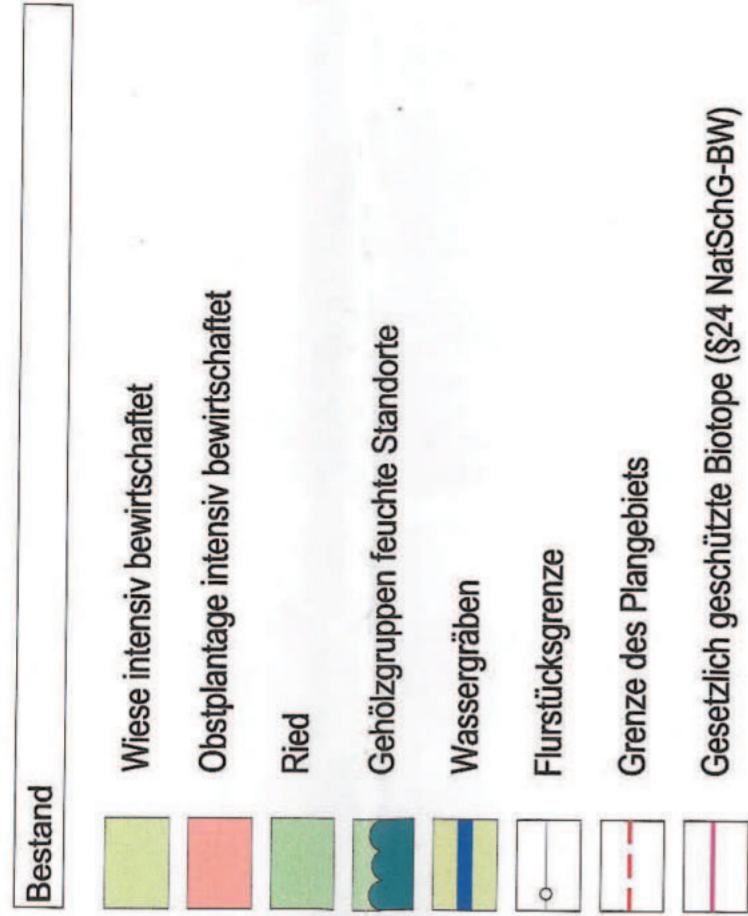 Bestand
Wiese intensiv bewirtschaftet
Obstplantage intensiv bewirtschaftet
Ried
Gehölzgruppen feuchte Standorte
Wassergräben
Flurstücksgrenze
Grenze des Plangebiets
Gesetzlich geschützte Biotope (§24 NatSchG-BW)